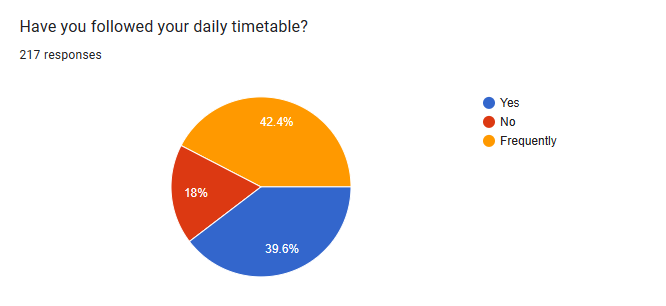 Have you followed your daily timetable?
217 responses
Yes
No
Frequently
42.4%
18%
39.6%